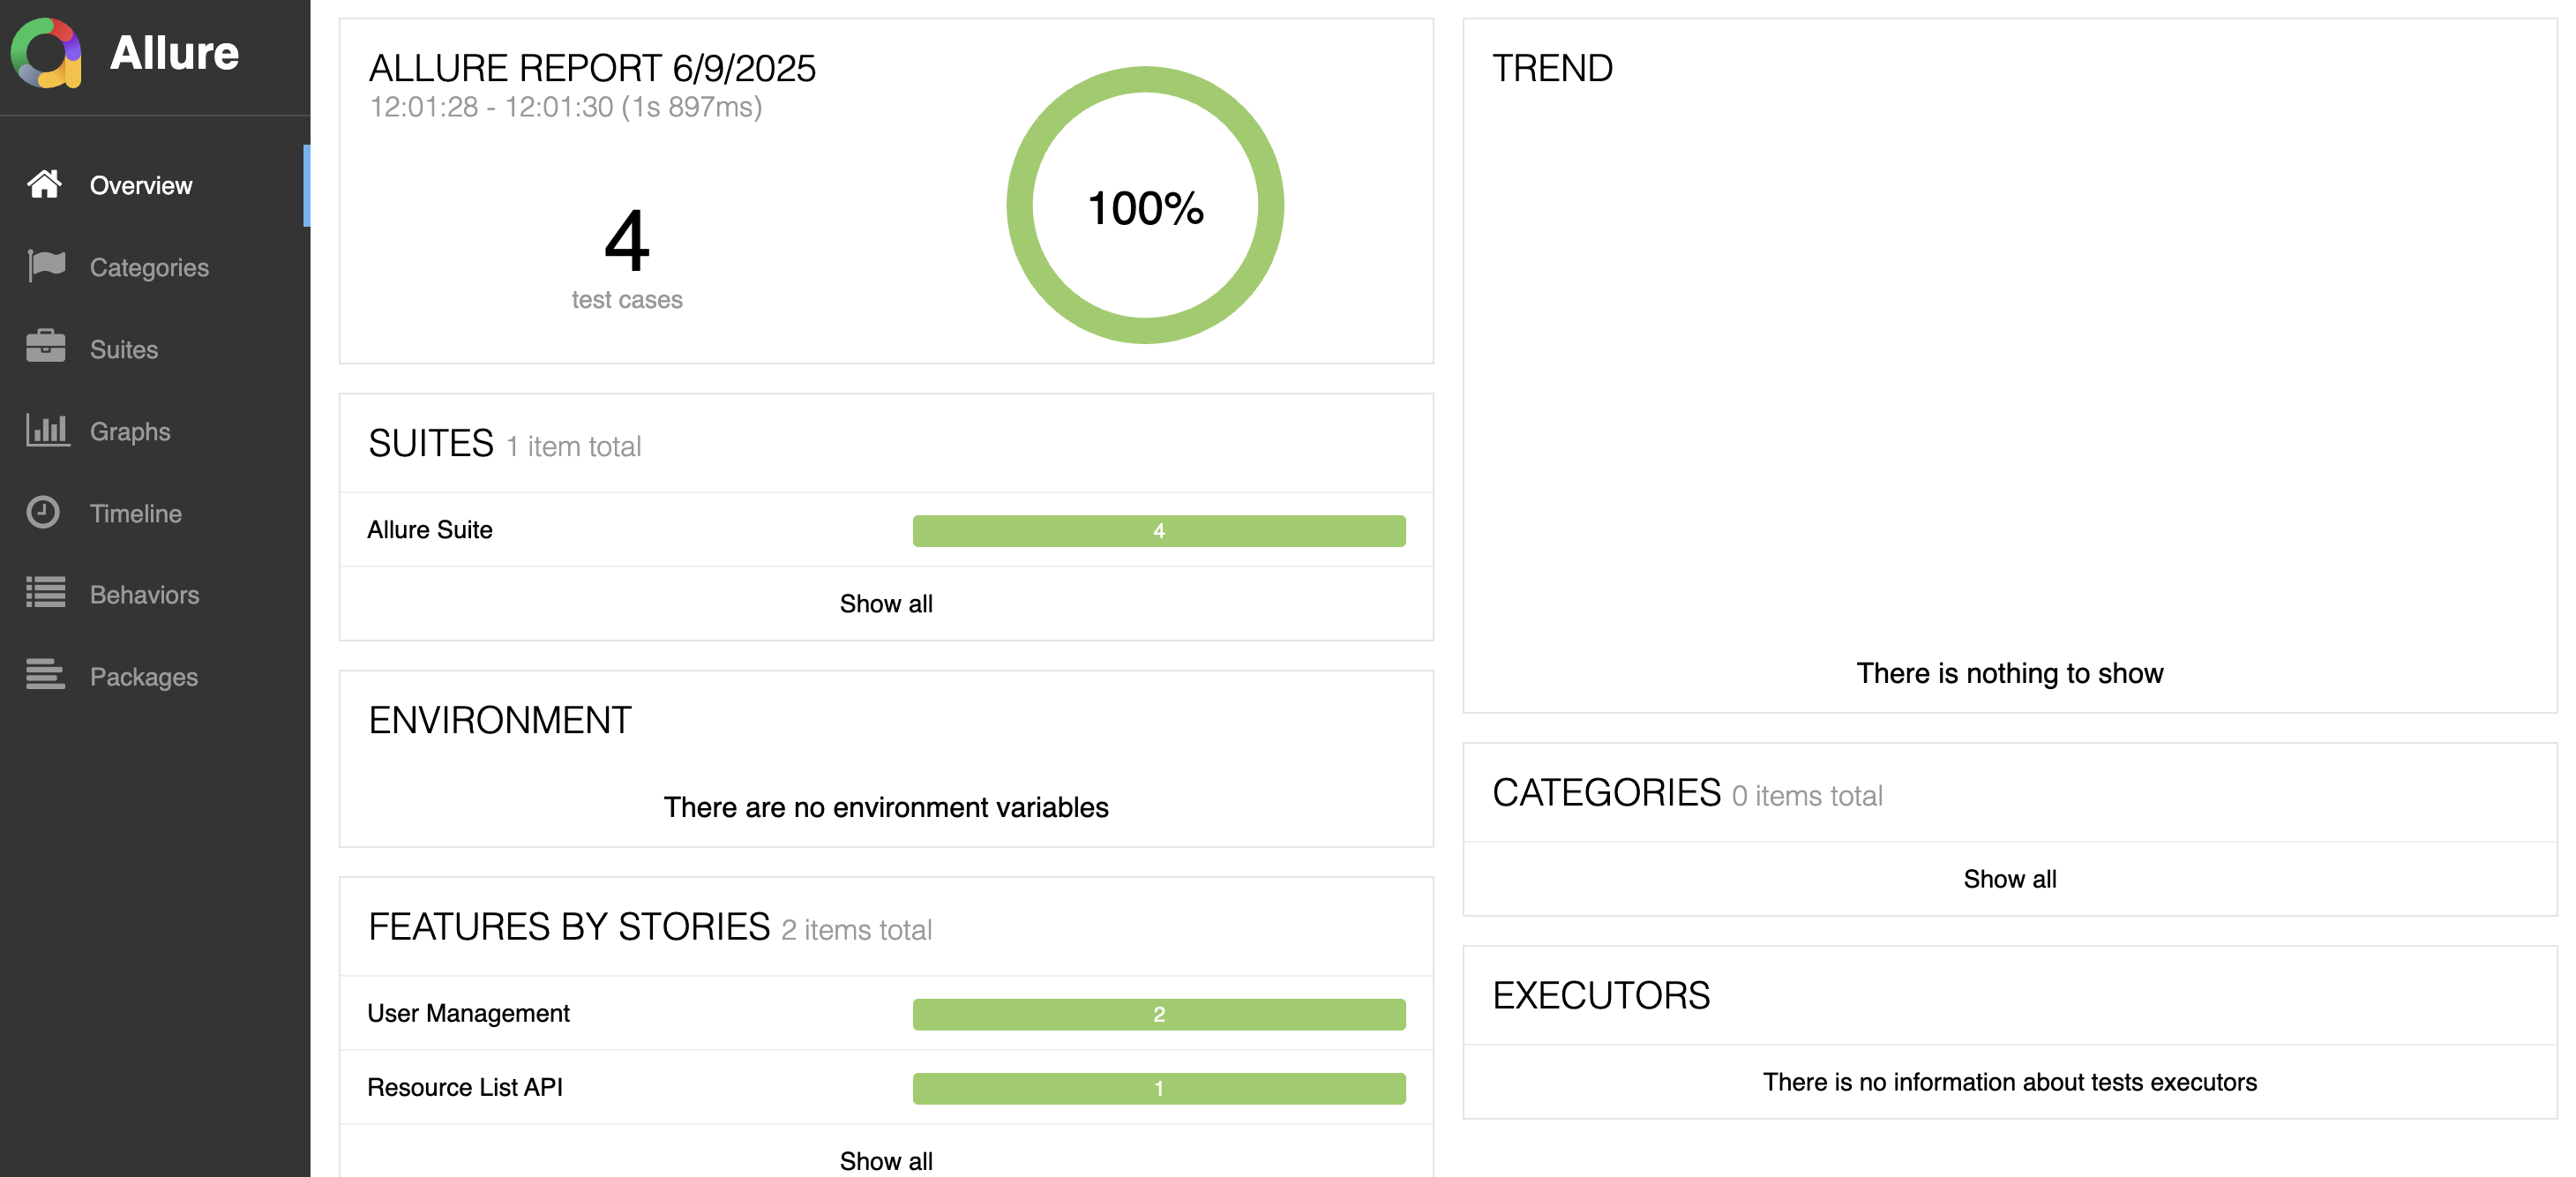 Allure
Overview
Categories
Suites
Graphs
Timeline
Behaviors
Packages
ALLURE REPORT 6/9/2025
12:01:28 - 12:01:30 (1s 897ms)
4
test cases
100%
SUITES 1 item total
Allure Suite 4
Show all
ENVIRONMENT
There are no environment variables
FEATURES BY STORIES 2 items total
User Management 2
Resource List API 1
Show all
TREND
There is nothing to show
CATEGORIES 0 items total
Show all
EXECUTORS
There is no information about tests executors